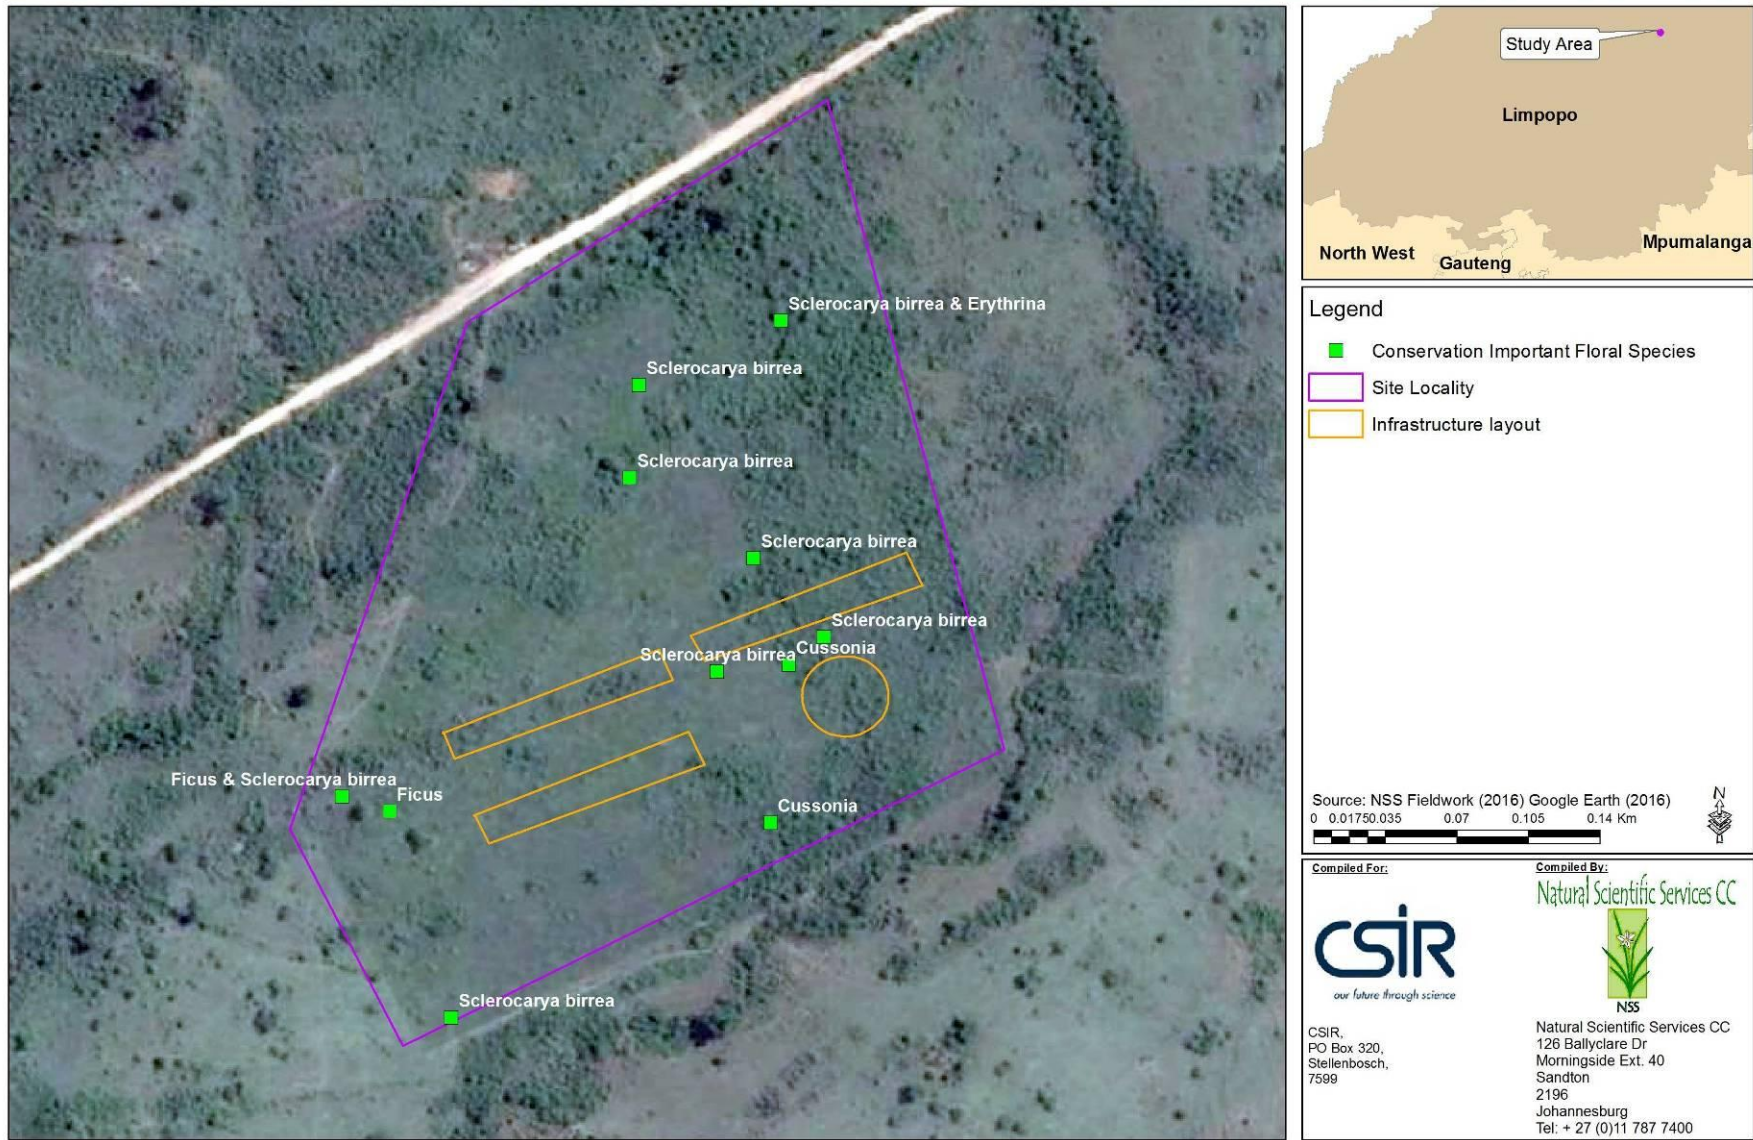 Sclerocarya birrea & Erythrina
Sclerocarya birrea
Sclerocarya birrea
Sclerocarya birrea
Sclerocarya birrea
Cussonia
Sclerocarya birrea
Ficus & Sclerocarya birrea
Ficus
Cussonia
Sclerocarya birrea
Study Area
Limpopo
North West
Gauteng
Mpumalanga
Legend
Conservation Important Floral Species
Site Locality
Infrastructure layout
Source: NSS Fieldwork (2016) Google Earth (2016)
0 0.01750.035 0.07 0.105 0.14 Km
N
Compiled For:
CSIR
our future through science
CSIR,
PO Box 320,
Stellenbosch,
7599
Compiled By:
Natural Scientific Services CC
NSS
Natural Scientific Services CC
126 Ballyclare Dr
Morningside Ext. 40
Sandton
2196
Johannesburg
Tel: + 27 (0)11 787 7400